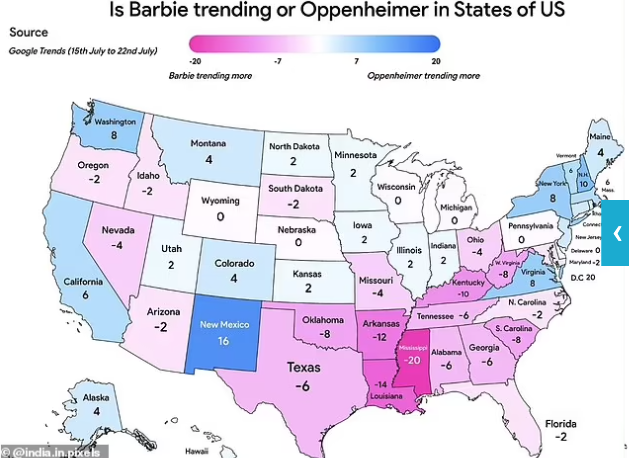 Is Barbie trending or Oppenheimer in States of US
Source
Google Trends (15th July to 22nd July)
-20
-7
7
20
Barbie trending more
Oppenheimer trending more
Washington
8
Oregon
-2
Idaho
-2
Montana
4
North Dakota
2
Minnesota
2
South Dakota
-2
Wyoming
0
Wisconsin
0
Michigan
0
Vermont
6
N.H.
10
Maine
4
6
Mass.
New York
8
Nevada
-4
Utah
2
Colorado
4
Nebraska
0
Iowa
2
Illinois
2
Indiana
2
Ohio
-4
Pennsylvania
0
Connec
New Jersey
Delaware 0
Maryland -2
D.C 20
California
6
Kansas
2
Missouri
-4
Kentucky
-10
W. Virginia
-8
Virginia
8
Arizona
-2
New Mexico
16
Oklahoma
-8
Arkansas
-12
Tennessee -6
N. Carolina
-2
S. Carolina
-8
Texas
-6
Mississippi
-20
Alabama
-6
Georgia
-6
-14
Louisiana
Alaska
4
Hawaii
Florida
-2
@india.in.pixels